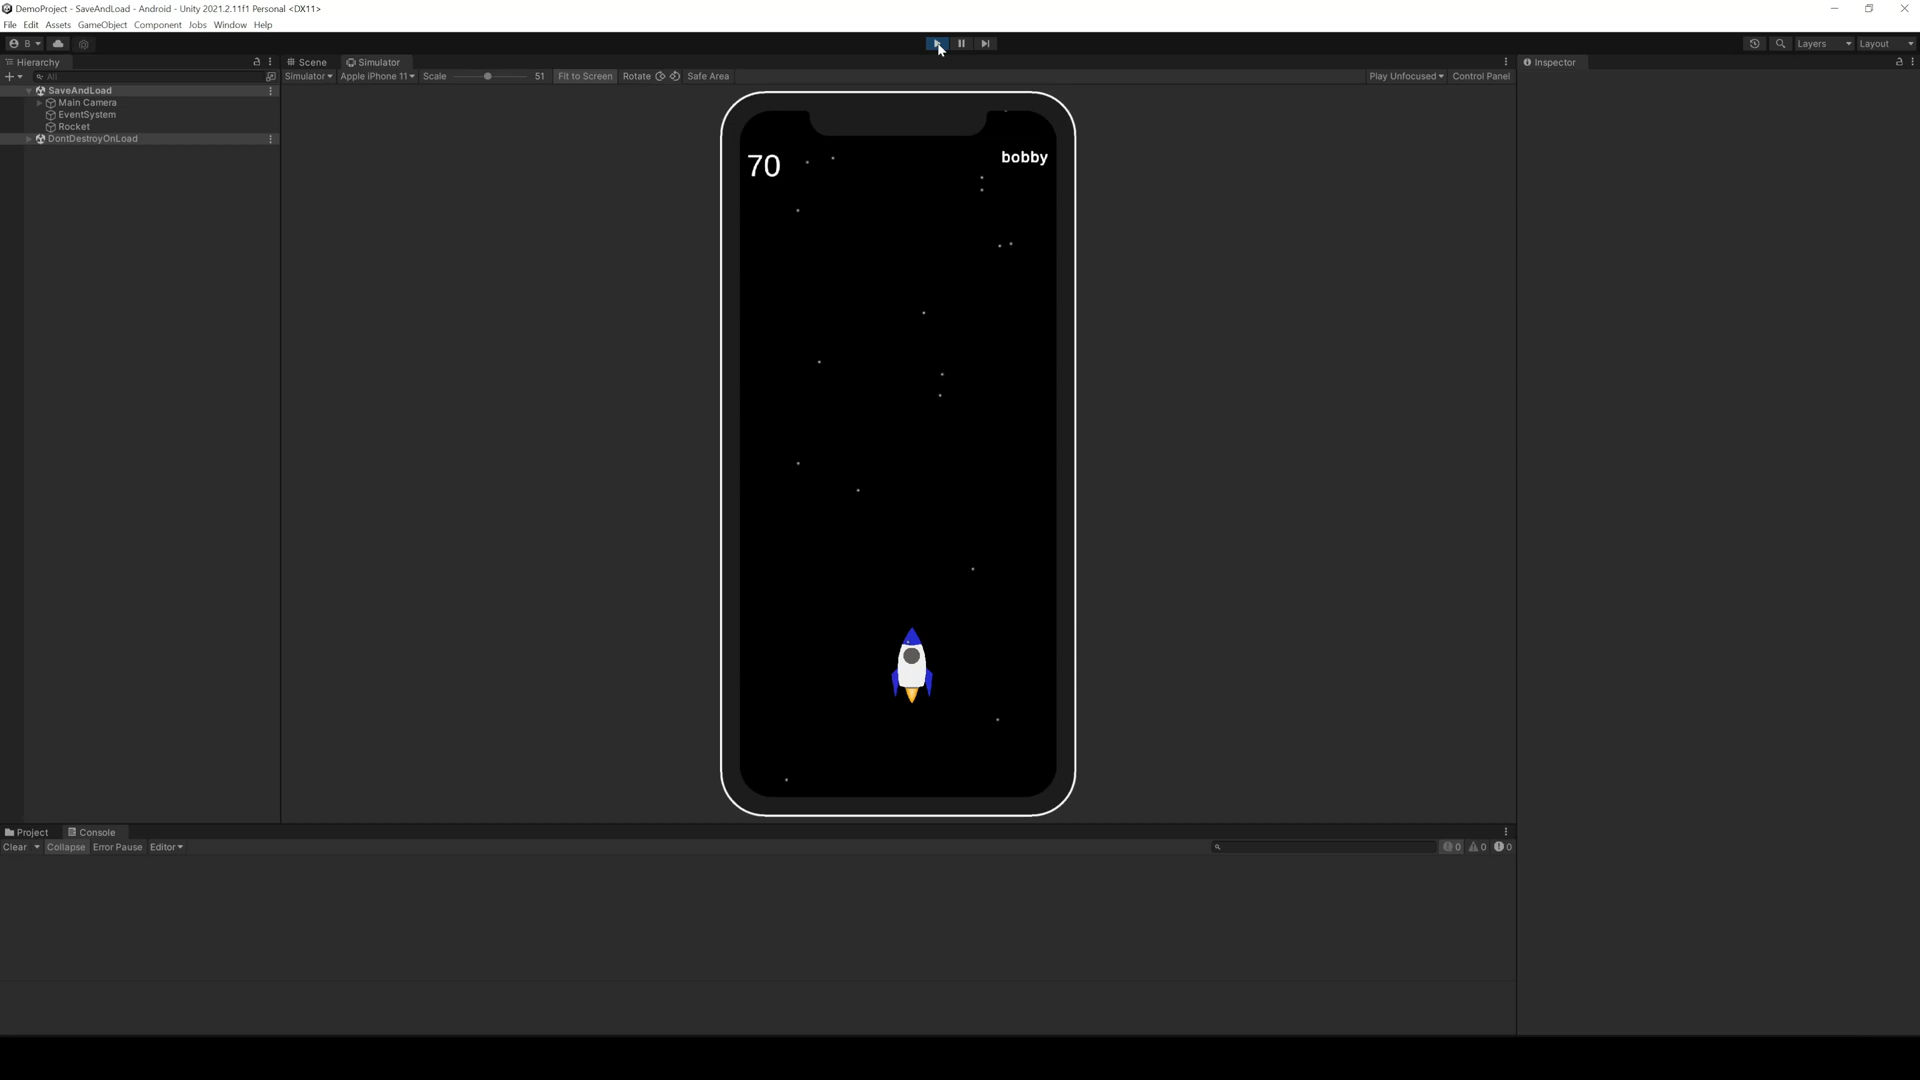 DemoProject - SaveAndLoad - Android - Unity 2021.2.11f1 Personal <DX11>
File Edit Assets GameObject Component Jobs Window Help
B
Layers Layout
Hierarchy
Scene Simulator
Inspector
All
Simulator Apple iPhone 11 Scale 51 Fit to Screen Rotate Safe Area
Play Unfocused Control Panel
SaveAndLoad
Main Camera
EventSystem
Rocket
DontDestroyOnLoad
70
bobby
Project Console
Clear Collapse Error Pause Editor
0 0 0